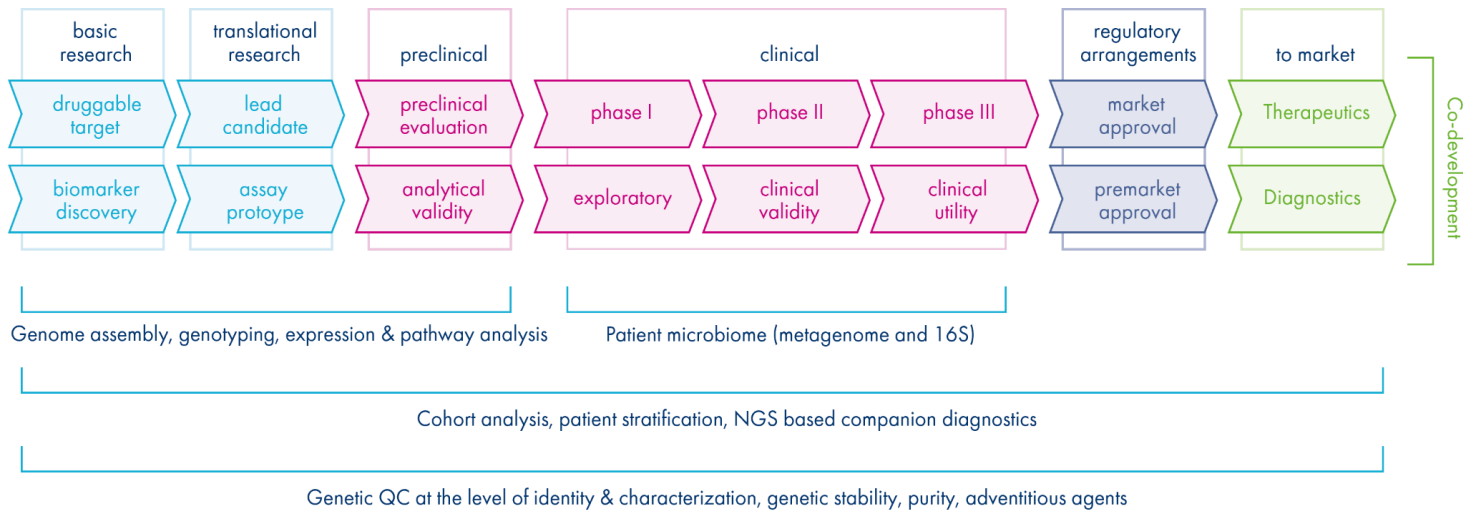 basic
research
translational
research
preclinical
clinical
regulatory
arrangements
to market
druggable
target
lead
candidate
preclinical
evaluation
phase I
phase II
phase III
market
approval
Therapeutics
biomarker
discovery
assay
protoype
analytical
validity
exploratory
clinical
validity
clinical
utility
premarket
approval
Diagnostics
Co-development
Genome assembly, genotyping, expression & pathway analysis
Patient microbiome (metagenome and 16S)
Cohort analysis, patient stratification, NGS based companion diagnostics
Genetic QC at the level of identity & characterization, genetic stability, purity, adventitious agents